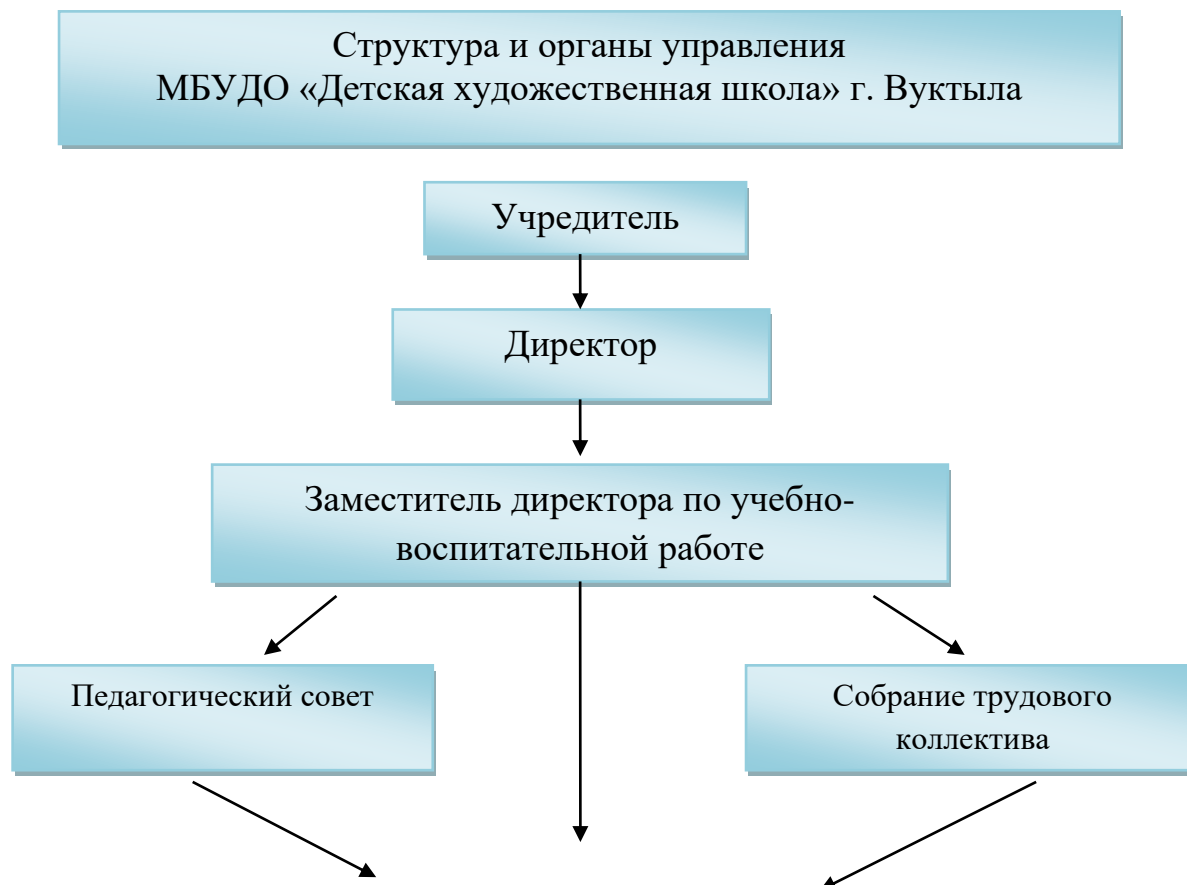 Структура и органы управления
МБУДО «Детская художественная школа» г. Вуктыла
Учредитель
Директор
Заместитель директора по учебно-
воспитательной работе
Педагогический совет
Собрание трудового
коллектива